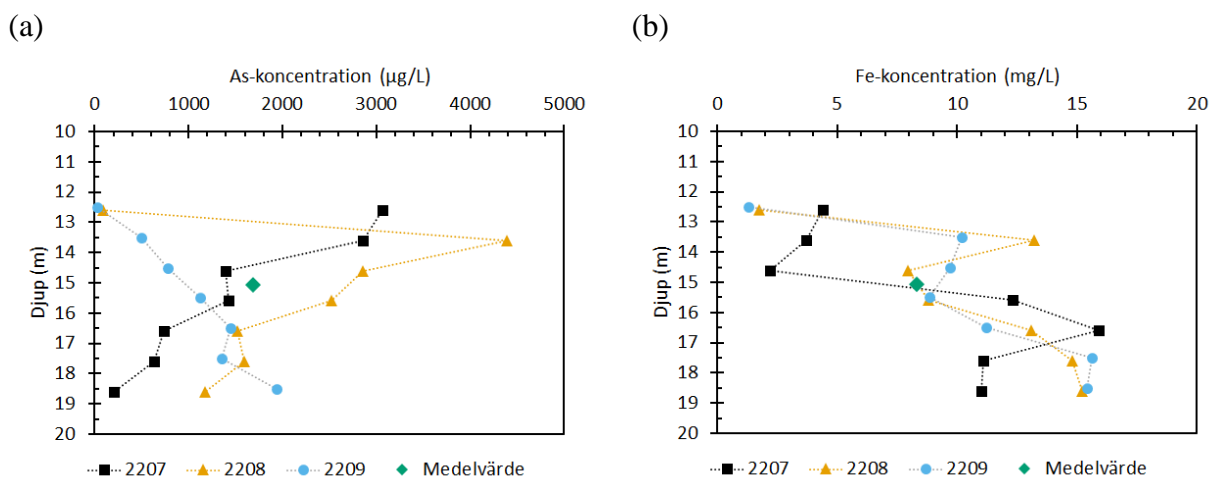 (a)
As-koncentration (µg/L)
0 1000 2000 3000 4000 5000
Djup (m)
10
11
12
13
14
15
16
17
18
19
20
2207 2208 2209 Medelvärde
(b)
Fe-koncentration (mg/L)
0 5 10 15 20
Djup (m)
10
11
12
13
14
15
16
17
18
19
20
2207 2208 2209 Medelvärde